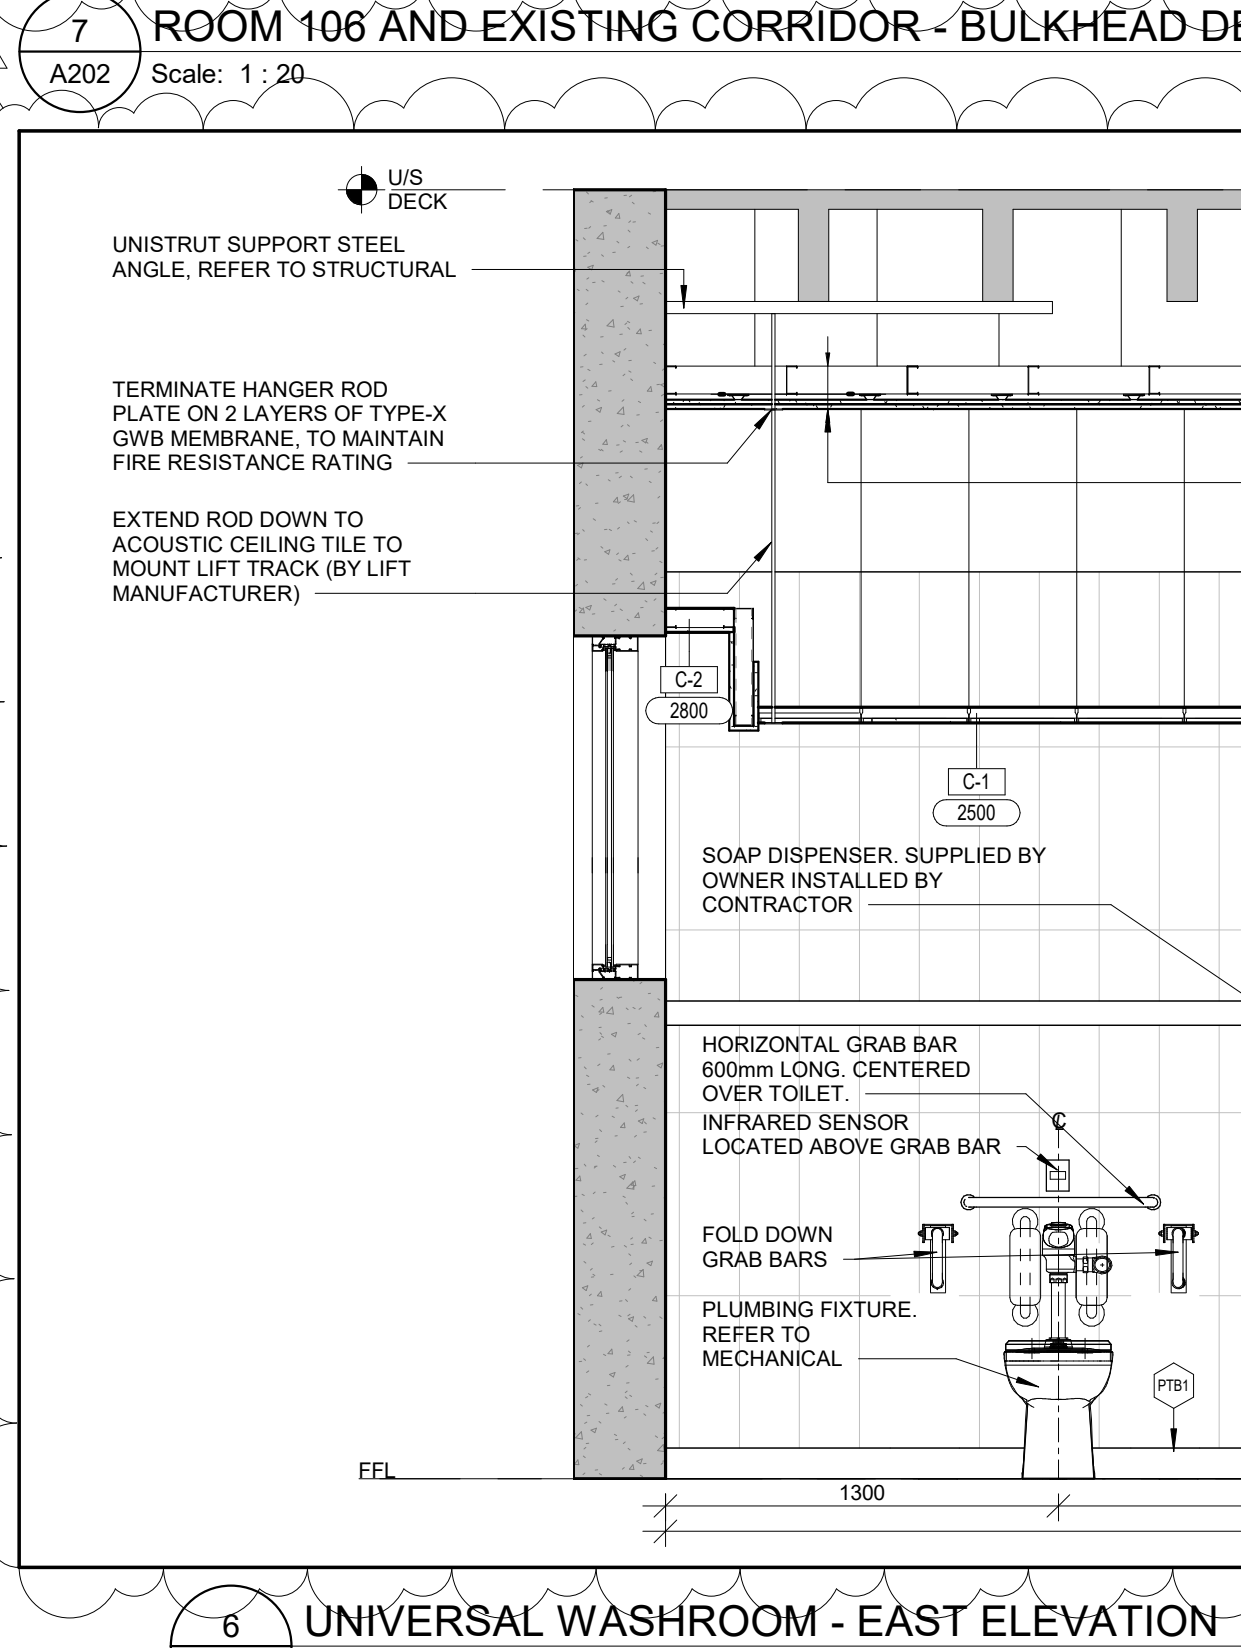 7
ROOM 106 AND EXISTING CORRIDOR - BULKHEAD DE
A202
Scale: 1 : 20
U/S
DECK
UNISTRUT SUPPORT STEEL
ANGLE, REFER TO STRUCTURAL
TERMINATE HANGER ROD
PLATE ON 2 LAYERS OF TYPE-X
GWB MEMBRANE, TO MAINTAIN
FIRE RESISTANCE RATING
EXTEND ROD DOWN TO
ACOUSTIC CEILING TILE TO
MOUNT LIFT TRACK (BY LIFT
MANUFACTURER)
C-2
2800
C-1
2500
SOAP DISPENSER. SUPPLIED BY
OWNER INSTALLED BY
CONTRACTOR
HORIZONTAL GRAB BAR
600mm LONG. CENTERED
OVER TOILET.
INFRARED SENSOR
LOCATED ABOVE GRAB BAR
℄
FOLD DOWN
GRAB BARS
PLUMBING FIXTURE.
REFER TO
MECHANICAL
PTB1
FFL
1300
6
UNIVERSAL WASHROOM - EAST ELEVATION